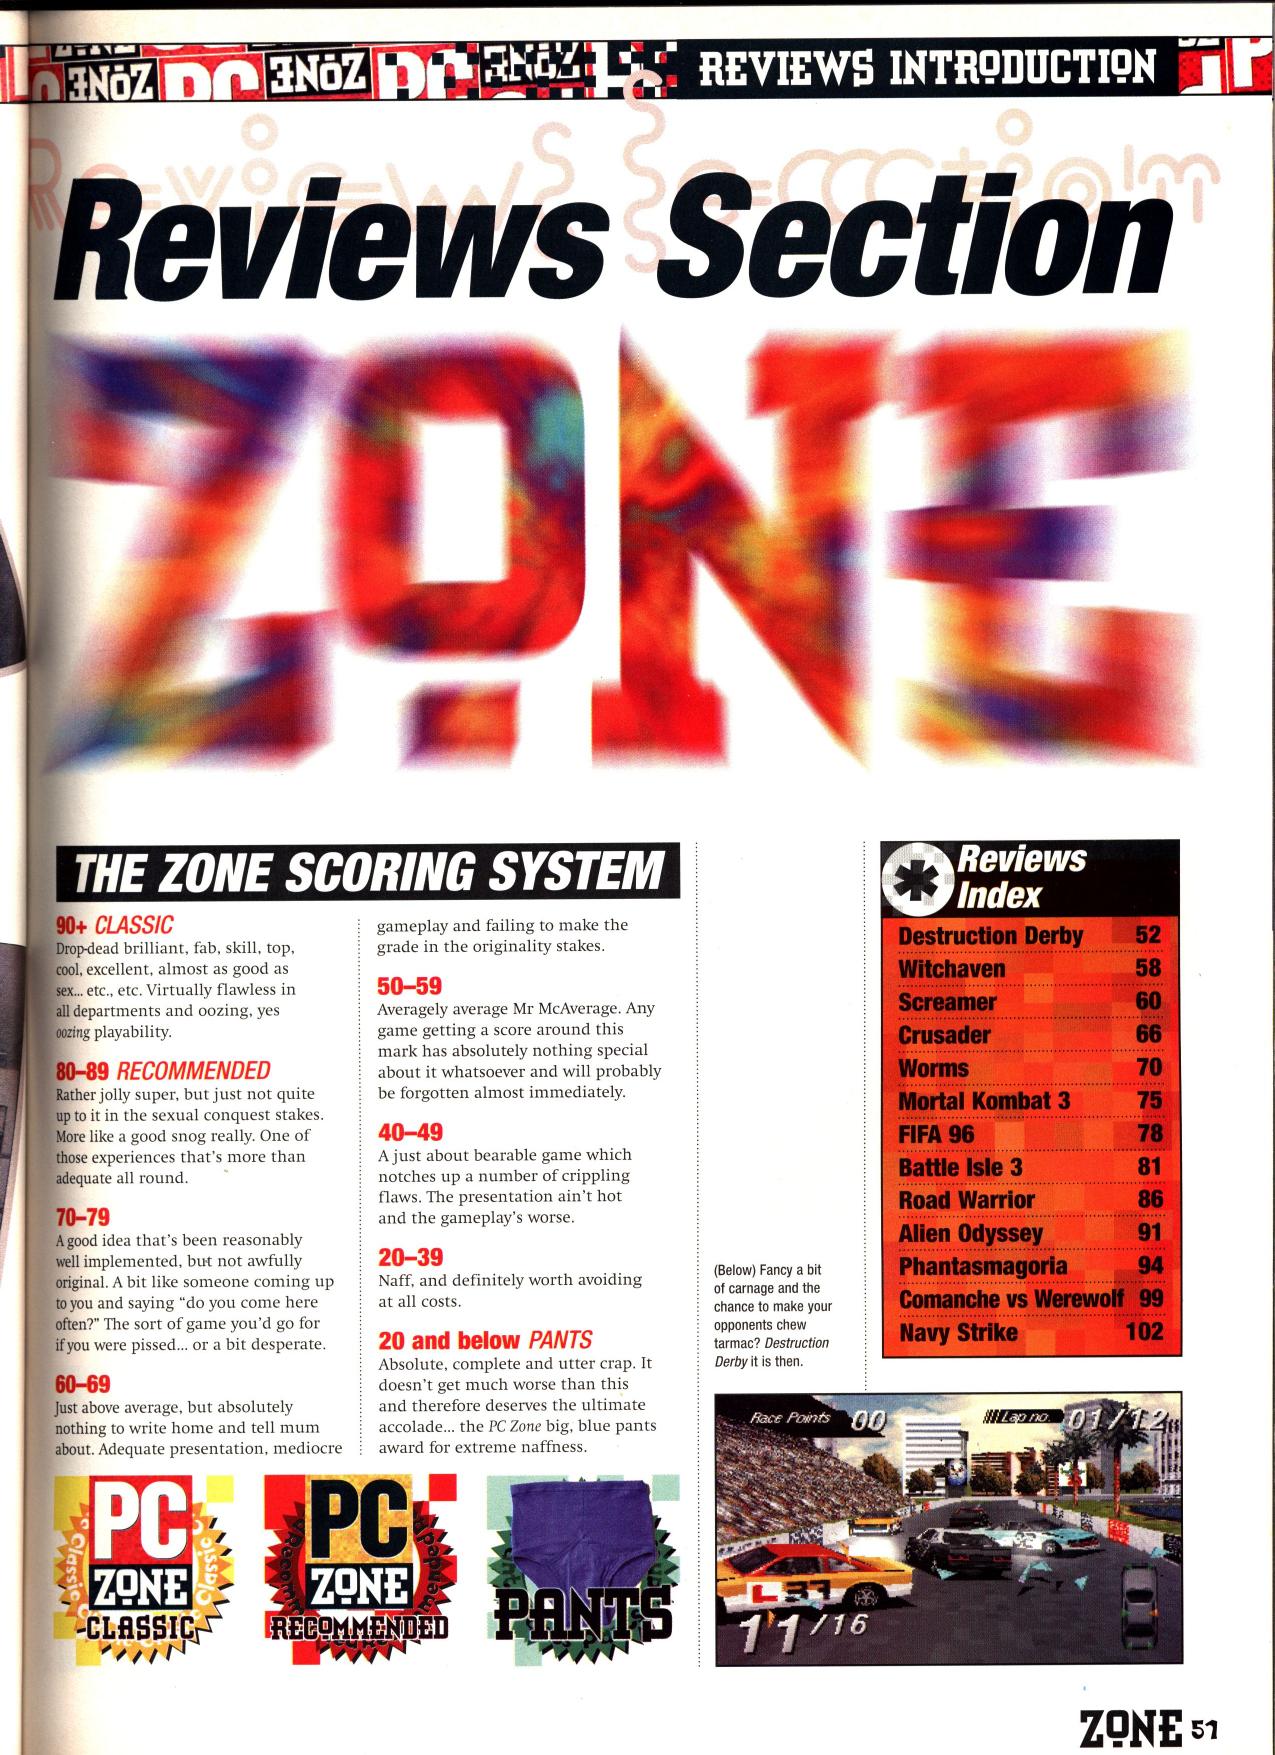 ZONE
ZONE
PC
ZONE
PC
ZONE
REVIEWS INTRODUCTION
Reviews Section
Reviews Section
ZONE
THE ZONE SCORING SYSTEM
90+ CLASSIC
Drop-dead brilliant, fab, skill, top,
cool, excellent, almost as good as
sex... etc., etc. Virtually flawless in
all departments and oozing, yes
oozing playability.
80–89 RECOMMENDED
Rather jolly super, but just not quite
up to it in the sexual conquest stakes.
More like a good snog really. One of
those experiences that's more than
adequate all round.
70–79
A good idea that's been reasonably
well implemented, but not awfully
original. A bit like someone coming up
to you and saying “do you come here
often?” The sort of game you'd go for
if you were pissed... or a bit desperate.
60–69
Just above average, but absolutely
nothing to write home and tell mum
about. Adequate presentation, mediocre
gameplay and failing to make the
grade in the originality stakes.
50–59
Averagely average Mr McAverage. Any
game getting a score around this
mark has absolutely nothing special
about it whatsoever and will probably
be forgotten almost immediately.
40–49
A just about bearable game which
notches up a number of crippling
flaws. The presentation ain't hot
and the gameplay's worse.
20–39
Naff, and definitely worth avoiding
at all costs.
20 and below PANTS
Absolute, complete and utter crap. It
doesn't get much worse than this
and therefore deserves the ultimate
accolade... the PC Zone big, blue pants
award for extreme naffness.
PC
ZONE
CLASSIC
Classic
Classic
PC
ZONE
RECOMMENDED
PANTS
(Below) Fancy a bit
of carnage and the
chance to make your
opponents chew
tarmac? Destruction
Derby it is then.
Reviews
Index
Destruction Derby 52
Witchaven 58
Screamer 60
Crusader 66
Worms 70
Mortal Kombat 3 75
FIFA 96 78
Battle Isle 3 81
Road Warrior 86
Alien Odyssey 91
Phantasmagoria 94
Comanche vs Werewolf 99
Navy Strike 102
Race Points 00
Lap no. 01/12
L 37
11/16
ZONE 51